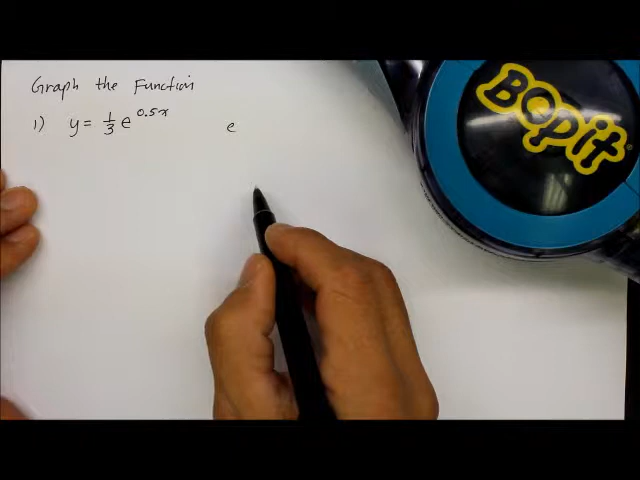 Graph the Function
1) y = 1/3 e^0.5x e
Bopit